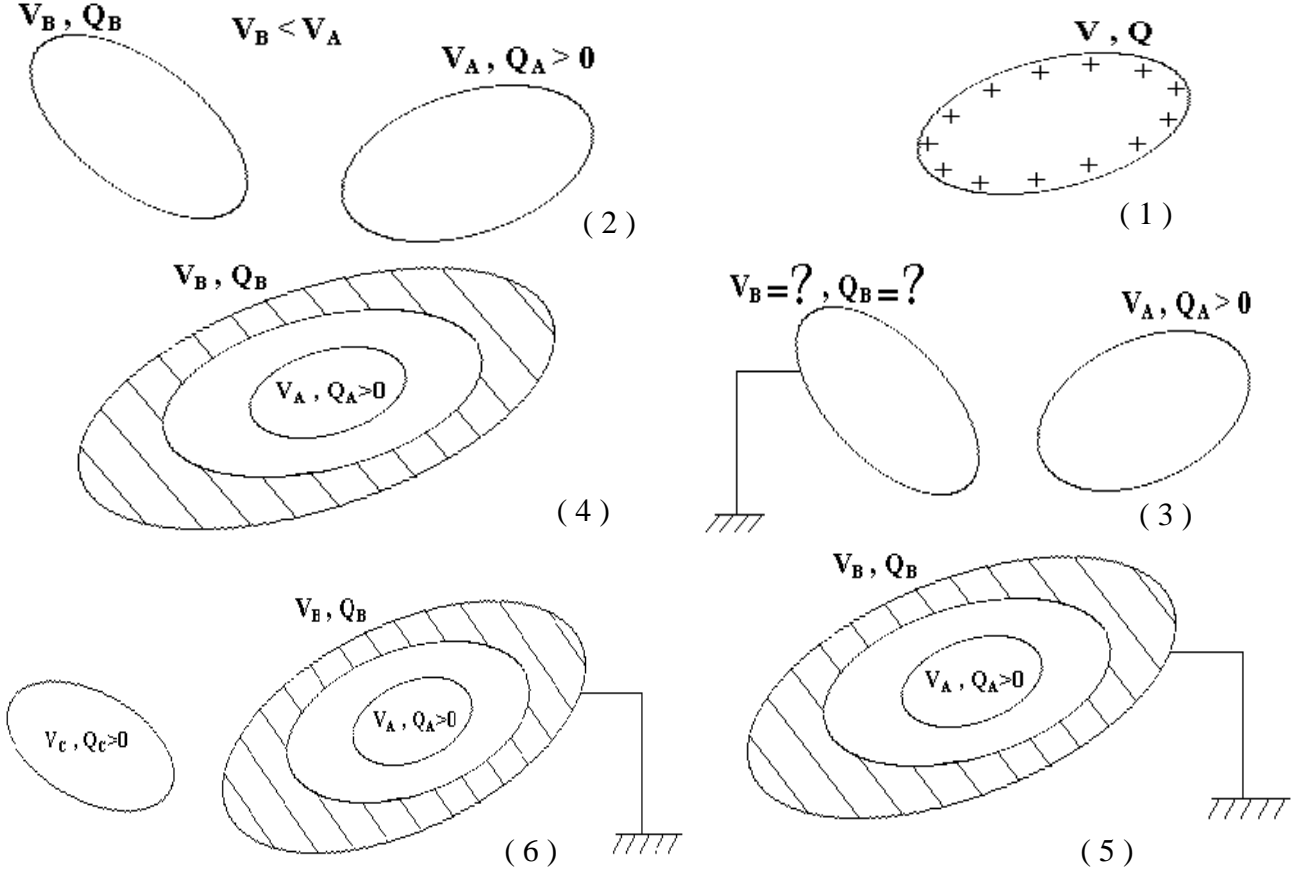 V_B , Q_B
V_B < V_A
V_A , Q_A > 0
( 2 )
V , Q
+ + + + + + + + + + + + + +
( 1 )
V_B , Q_B
V_A , Q_A>0
( 4 )
V_B=? , Q_B=?
V_A , Q_A > 0
( 3 )
V_B , Q_B
V_C , Q_C>0
V_A , Q_A>0
( 6 )
V_B , Q_B
V_A , Q_A>0
( 5 )